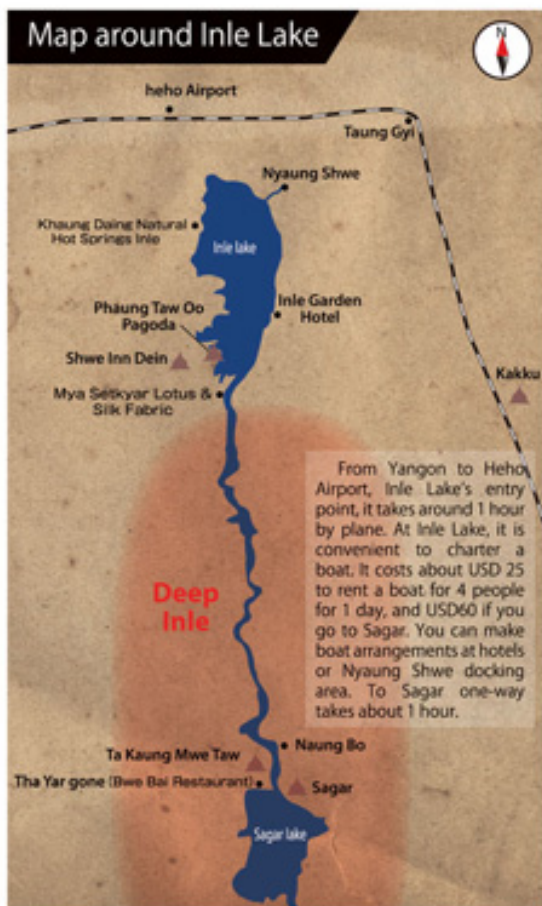 Map around Inle Lake
N
heho Airport
Taung Gyi
Nyaung Shwe
Khaung Daing Natural
Hot Springs Inle
Inle lake
Phaung Taw Oo
Pagoda
Inle Garden
Hotel
Shwe Inn Dein
Kakku
Mya Setkyar Lotus &
Silk Fabric
From Yangon to Heho
Airport, Inle Lake's entry
point, it takes around 1 hour
by plane. At Inle Lake, it is
convenient to charter a
boat. It costs about USD 25
to rent a boat for 4 people
for 1 day, and USD60 if you
go to Sagar. You can make
boat arrangements at hotels
or Nyaung Shwe docking
area. To Sagar one-way
takes about 1 hour.
Deep
Inle
Naung Bo
Ta Kaung Mwe Taw
Tha Yar gone (Bwe Bai Restaurant)
Sagar
Sagar lake